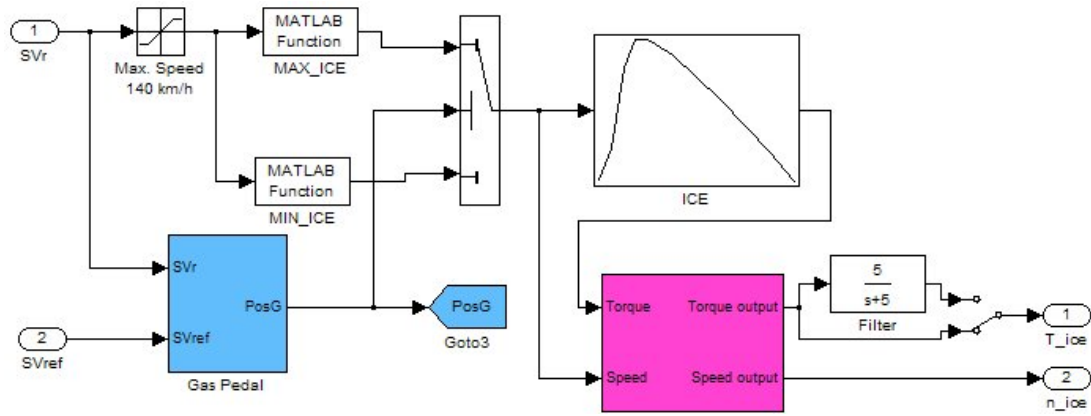 1
SVr
Max. Speed
140 km/h
MATLAB
Function
MAX_ICE
MATLAB
Function
MIN_ICE
ICE
SVr
PosG
SVref
Gas Pedal
2
SVref
PosG
Goto3
Torque
Torque output
Speed
Speed output
5
s+5
Filter
1
T_ice
2
n_ice